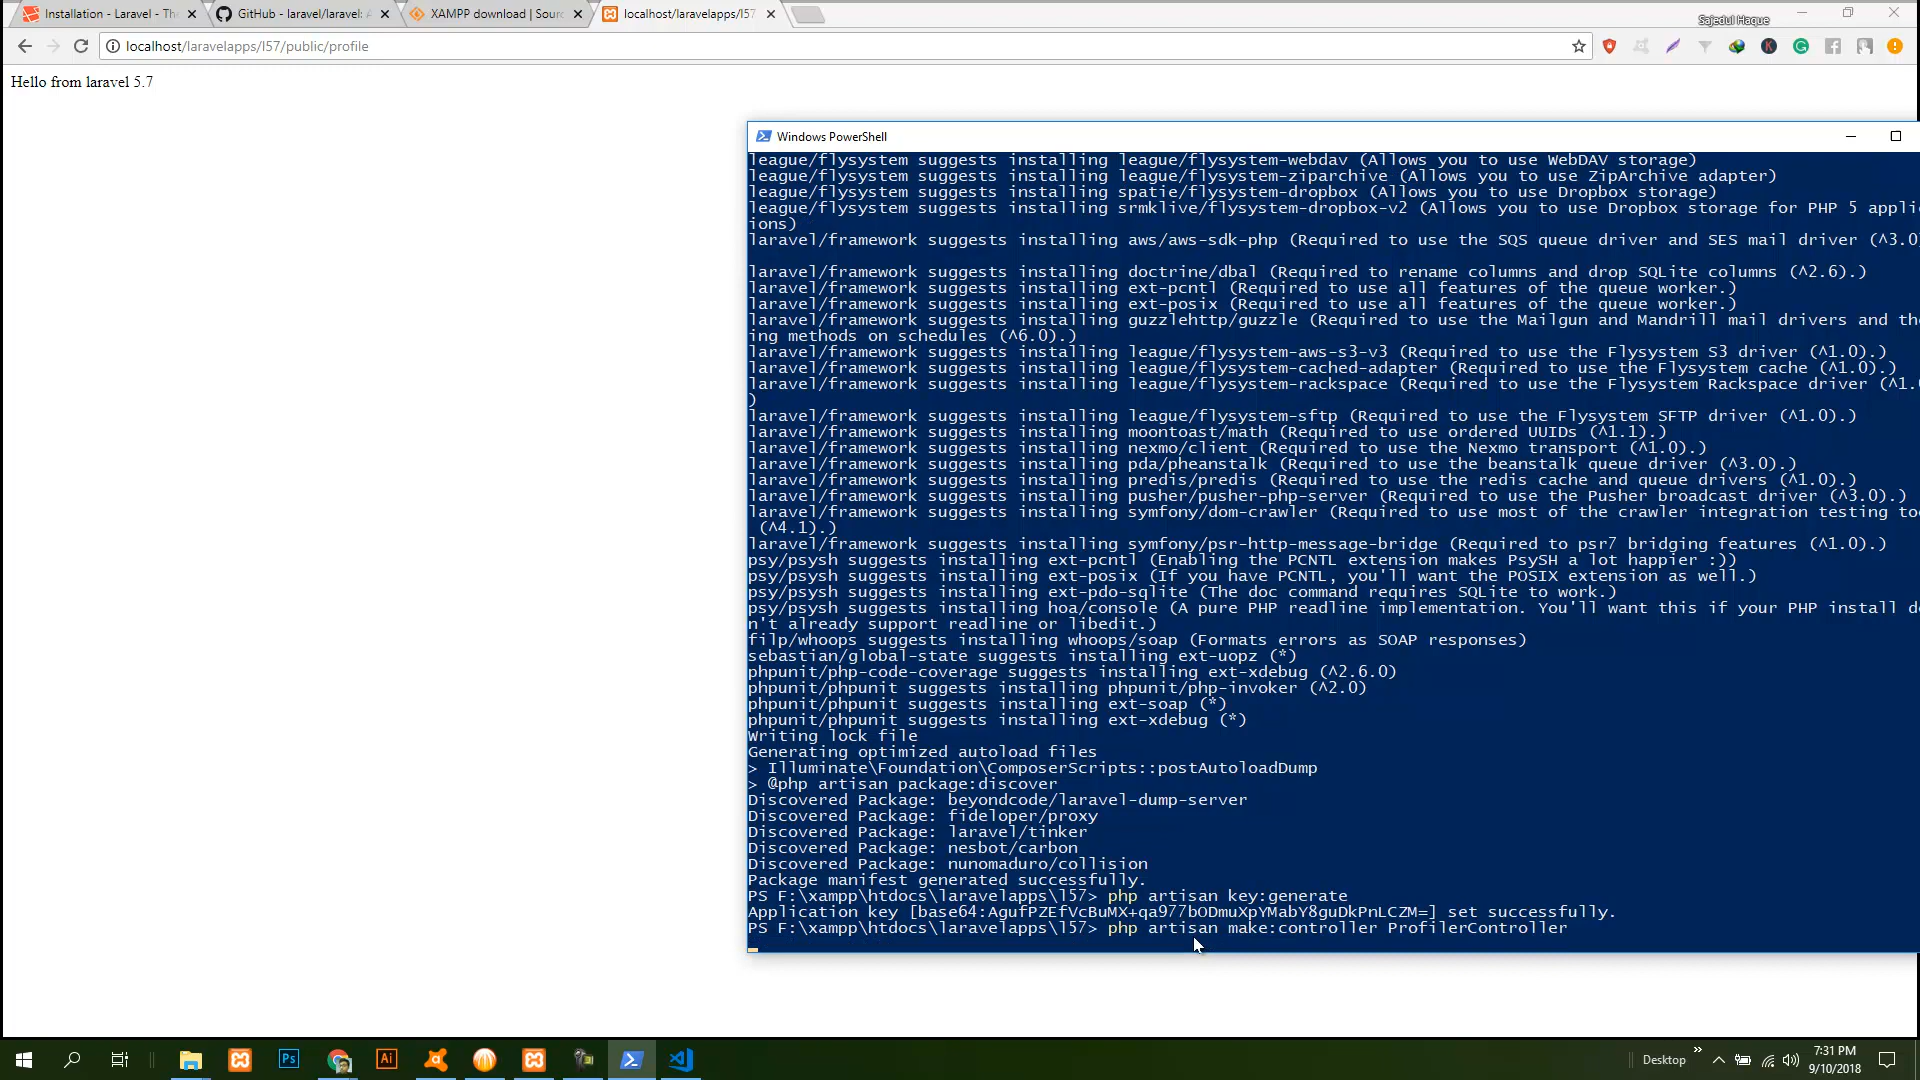 Installation - Laravel - The
GitHub - laravel/laravel:
XAMPP download | Sour
localhost/laravelapps/l57
Sajedul Haque
localhost/laravelapps/l57/public/profile
Hello from laravel 5.7
Windows PowerShell
league/flysystem suggests installing league/flysystem-webdav (Allows you to use WebDAV storage)
league/flysystem suggests installing league/flysystem-ziparchive (Allows you to use ZipArchive adapter)
league/flysystem suggests installing spatie/flysystem-dropbox (Allows you to use Dropbox storage)
league/flysystem suggests installing srmklive/flysystem-dropbox-v2 (Allows you to use Dropbox storage for PHP 5 appli
ions)
laravel/framework suggests installing aws/aws-sdk-php (Required to use the SQS queue driver and SES mail driver (^3.0
laravel/framework suggests installing doctrine/dbal (Required to rename columns and drop SQLite columns (^2.6).)
laravel/framework suggests installing ext-pcntl (Required to use all features of the queue worker.)
laravel/framework suggests installing ext-posix (Required to use all features of the queue worker.)
laravel/framework suggests installing guzzlehttp/guzzle (Required to use the Mailgun and Mandrill mail drivers and the
ing methods on schedules (^6.0).)
laravel/framework suggests installing league/flysystem-aws-s3-v3 (Required to use the Flysystem S3 driver (^1.0).)
laravel/framework suggests installing league/flysystem-cached-adapter (Required to use the Flysystem cache (^1.0).)
laravel/framework suggests installing league/flysystem-rackspace (Required to use the Flysystem Rackspace driver (^1.0
)
laravel/framework suggests installing league/flysystem-sftp (Required to use the Flysystem SFTP driver (^1.0).)
laravel/framework suggests installing moontoast/math (Required to use ordered UUIDs (^1.1).)
laravel/framework suggests installing nexmo/client (Required to use the Nexmo transport (^1.0).)
laravel/framework suggests installing pda/pheanstalk (Required to use the beanstalk queue driver (^3.0).)
laravel/framework suggests installing predis/predis (Required to use the redis cache and queue drivers (^1.0).)
laravel/framework suggests installing pusher/pusher-php-server (Required to use the Pusher broadcast driver (^3.0).)
laravel/framework suggests installing symfony/dom-crawler (Required to use most of the crawler integration testing too
(^4.1).)
laravel/framework suggests installing symfony/psr-http-message-bridge (Required to psr7 bridging features (^1.0).)
psy/psysh suggests installing ext-pcntl (Enabling the PCNTL extension makes PsySH a lot happier :))
psy/psysh suggests installing ext-posix (If you have PCNTL, you'll want the POSIX extension as well.)
psy/psysh suggests installing ext-pdo-sqlite (The doc command requires SQLite to work.)
psy/psysh suggests installing hoa/console (A pure PHP readline implementation. You'll want this if your PHP install do
n't already support readline or libedit.)
filp/whoops suggests installing whoops/soap (Formats errors as SOAP responses)
sebastian/global-state suggests installing ext-uopz (*)
phpunit/php-code-coverage suggests installing ext-xdebug (^2.6.0)
phpunit/phpunit suggests installing phpunit/php-invoker (^2.0)
phpunit/phpunit suggests installing ext-soap (*)
phpunit/phpunit suggests installing ext-xdebug (*)
Writing lock file
Generating optimized autoload files
> Illuminate\Foundation\ComposerScripts::postAutoloadDump
> @php artisan package:discover
Discovered Package: beyondcode/laravel-dump-server
Discovered Package: fideloper/proxy
Discovered Package: laravel/tinker
Discovered Package: nesbot/carbon
Discovered Package: nunomaduro/collision
Package manifest generated successfully.
PS F:\xampp\htdocs\laravelapps\l57> php artisan key:generate
Application key [base64:AgufPZEfVcBuMX+qa977bODmuXpYMabY8guDkPnLCZM=] set successfully.
PS F:\xampp\htdocs\laravelapps\l57> php artisan make:controller ProfilerController
Ps
Ai
Desktop
7:31 PM
9/10/2018